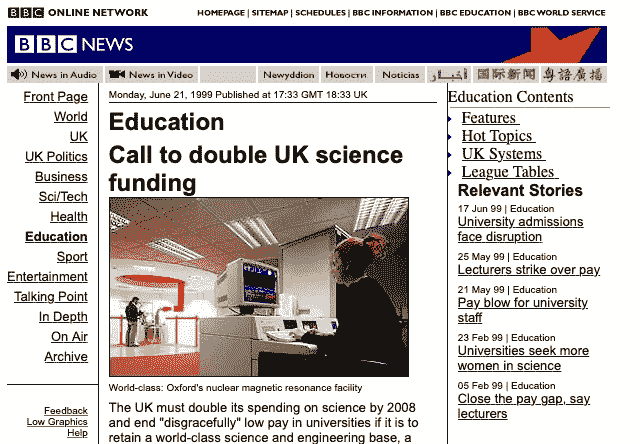 BBC ONLINE NETWORK
HOMEPAGE | SITEMAP | SCHEDULES | BBC INFORMATION | BBC EDUCATION | BBC WORLD SERVICE
BBC NEWS
News in Audio
News in Video
Newyddion
Новости
Noticias
أخبار
国际新闻
粵語廣播
Front Page
World
UK
UK Politics
Business
Sci/Tech
Health
Education
Sport
Entertainment
Talking Point
In Depth
On Air
Archive
Feedback
Low Graphics
Help
Monday, June 21, 1999 Published at 17:33 GMT 18:33 UK
Education
Call to double UK science
funding
World-class: Oxford's nuclear magnetic resonance facility
The UK must double its spending on science by 2008
and end "disgracefully" low pay in universities if it is to
retain a world-class science and engineering base, a
Education Contents
Features
Hot Topics
UK Systems
League Tables
Relevant Stories
17 Jun 99 | Education
University admissions
face disruption
25 May 99 | Education
Lecturers strike over pay
21 May 99 | Education
Pay blow for university
staff
23 Feb 99 | Education
Universities seek more
women in science
05 Feb 99 | Education
Close the pay gap, say
lecturers